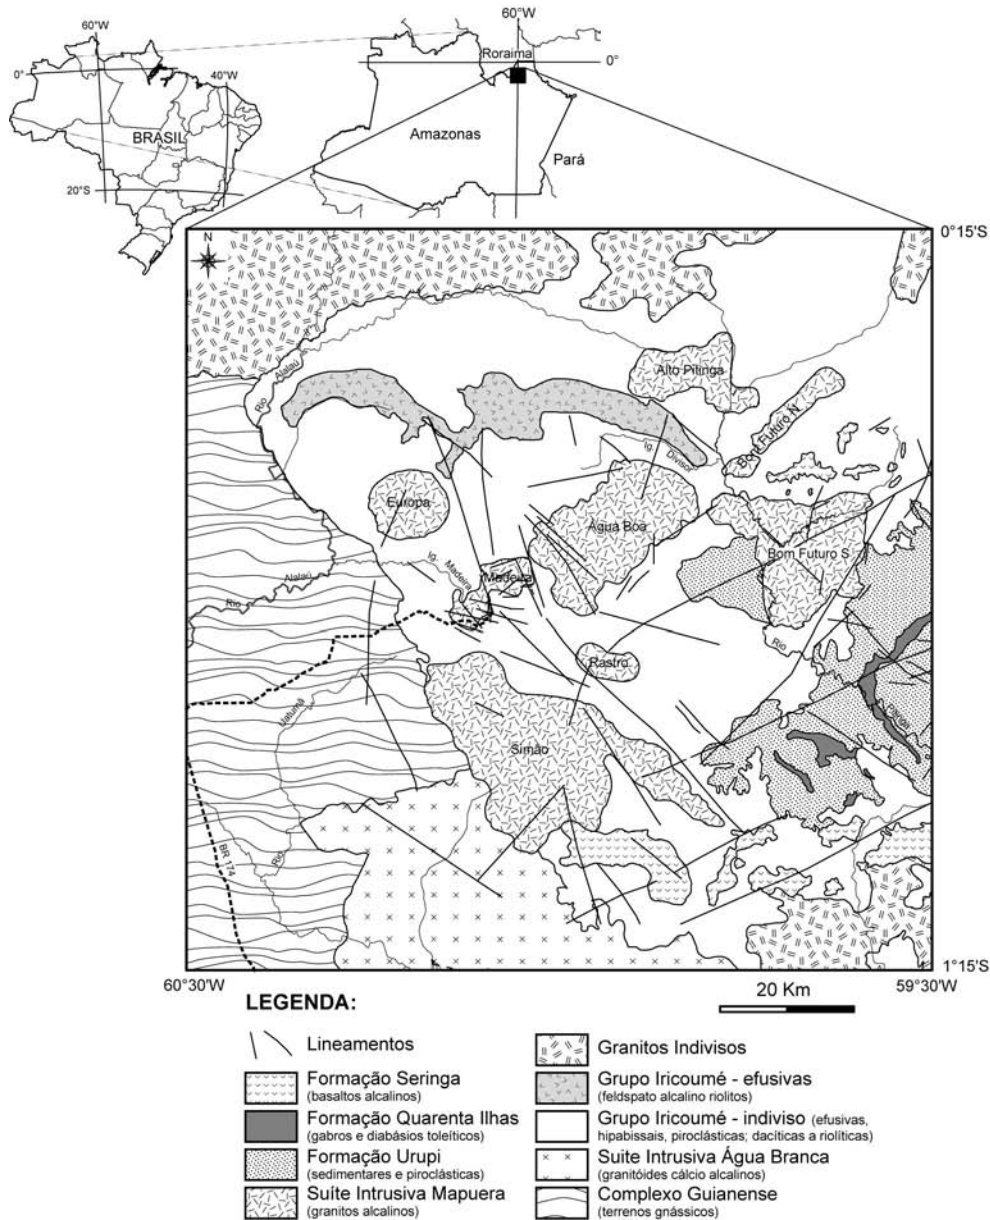 60°W
60°W
Roraima
0°
0°
40°W
Amazonas
BRASIL
Pará
20°S
0°15'S
N
Alalaú
Rio
Alto Pitinga
Bom Futuro N
Ig. Divisor
Europa
Água Boa
Bom Futuro S
Ig. Madeira
Madeira
Alalaú
Rio
Rio
Rastro
Uatumã
Simão
BR 174
Rio
1°15'S
60°30'W
59°30'W
LEGENDA:
20 Km
Lineamentos
Granitos Indivisos
Formação Seringa
(basaltos alcalinos)
Grupo Iricoumé - efusivas
(feldspato alcalino riolitos)
Formação Quarenta Ilhas
(gabros e diabásios toleíticos)
Grupo Iricoumé - indiviso (efusivas,
hipabissais, piroclásticas; dacíticas a riolíticas)
Formação Urupi
(sedimentares e piroclásticas)
Suite Intrusiva Água Branca
(granitóides cálcio alcalinos)
Suíte Intrusiva Mapuera
(granitos alcalinos)
Complexo Guianense
(terrenos gnássicos)